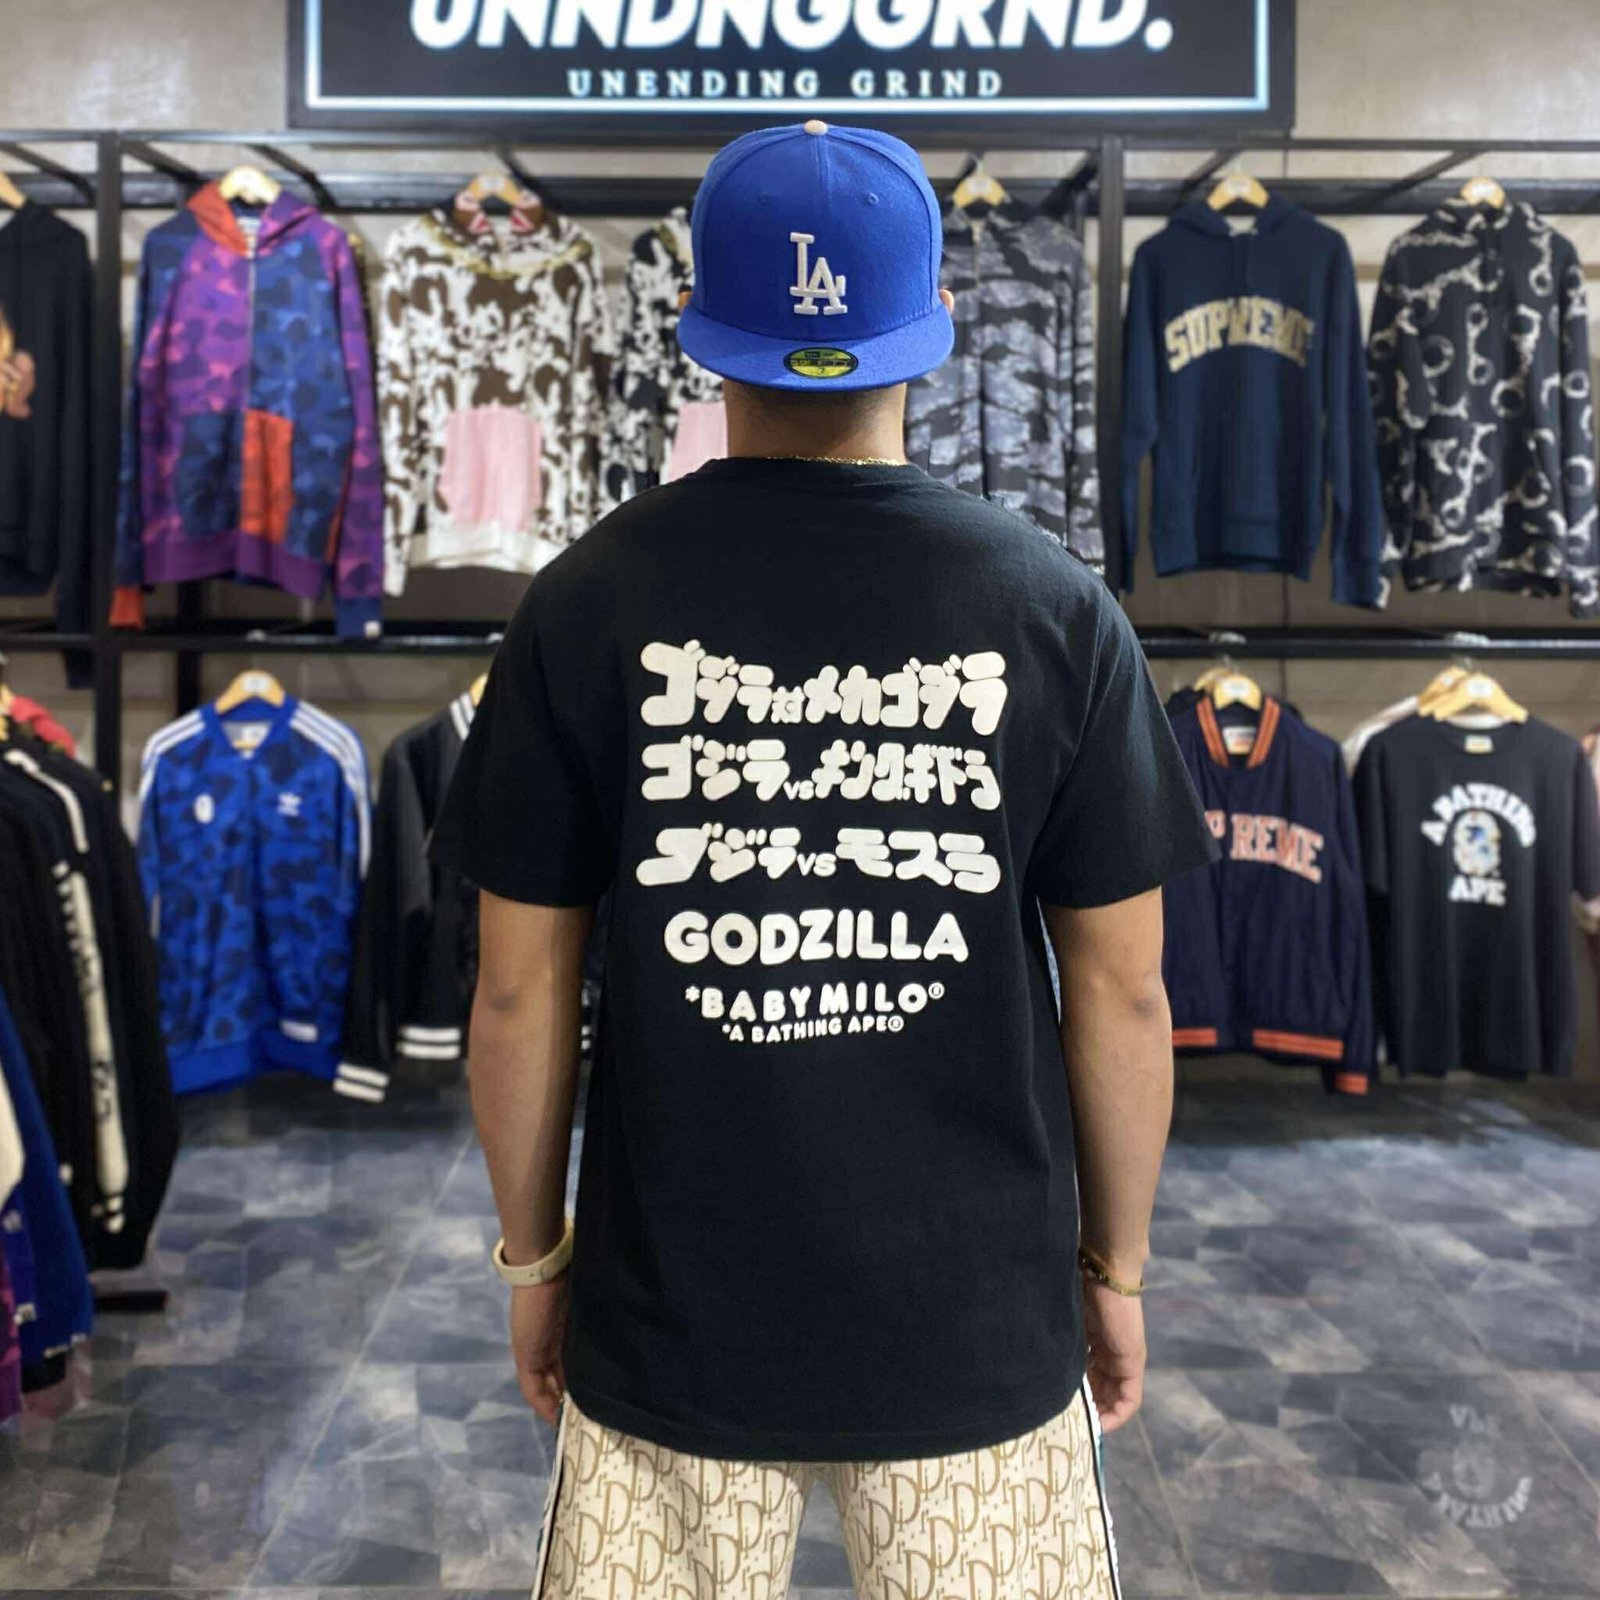 UNNDNGGRND.
UNENDING GRIND
LA
SUPREME
ゴジラ対メカゴジラ
ゴジラvsキングギドラ
ゴジラvsモスラ
GODZILLA
*BABY MILO®
*A BATHING APE®
PREME
A BATHING
APE